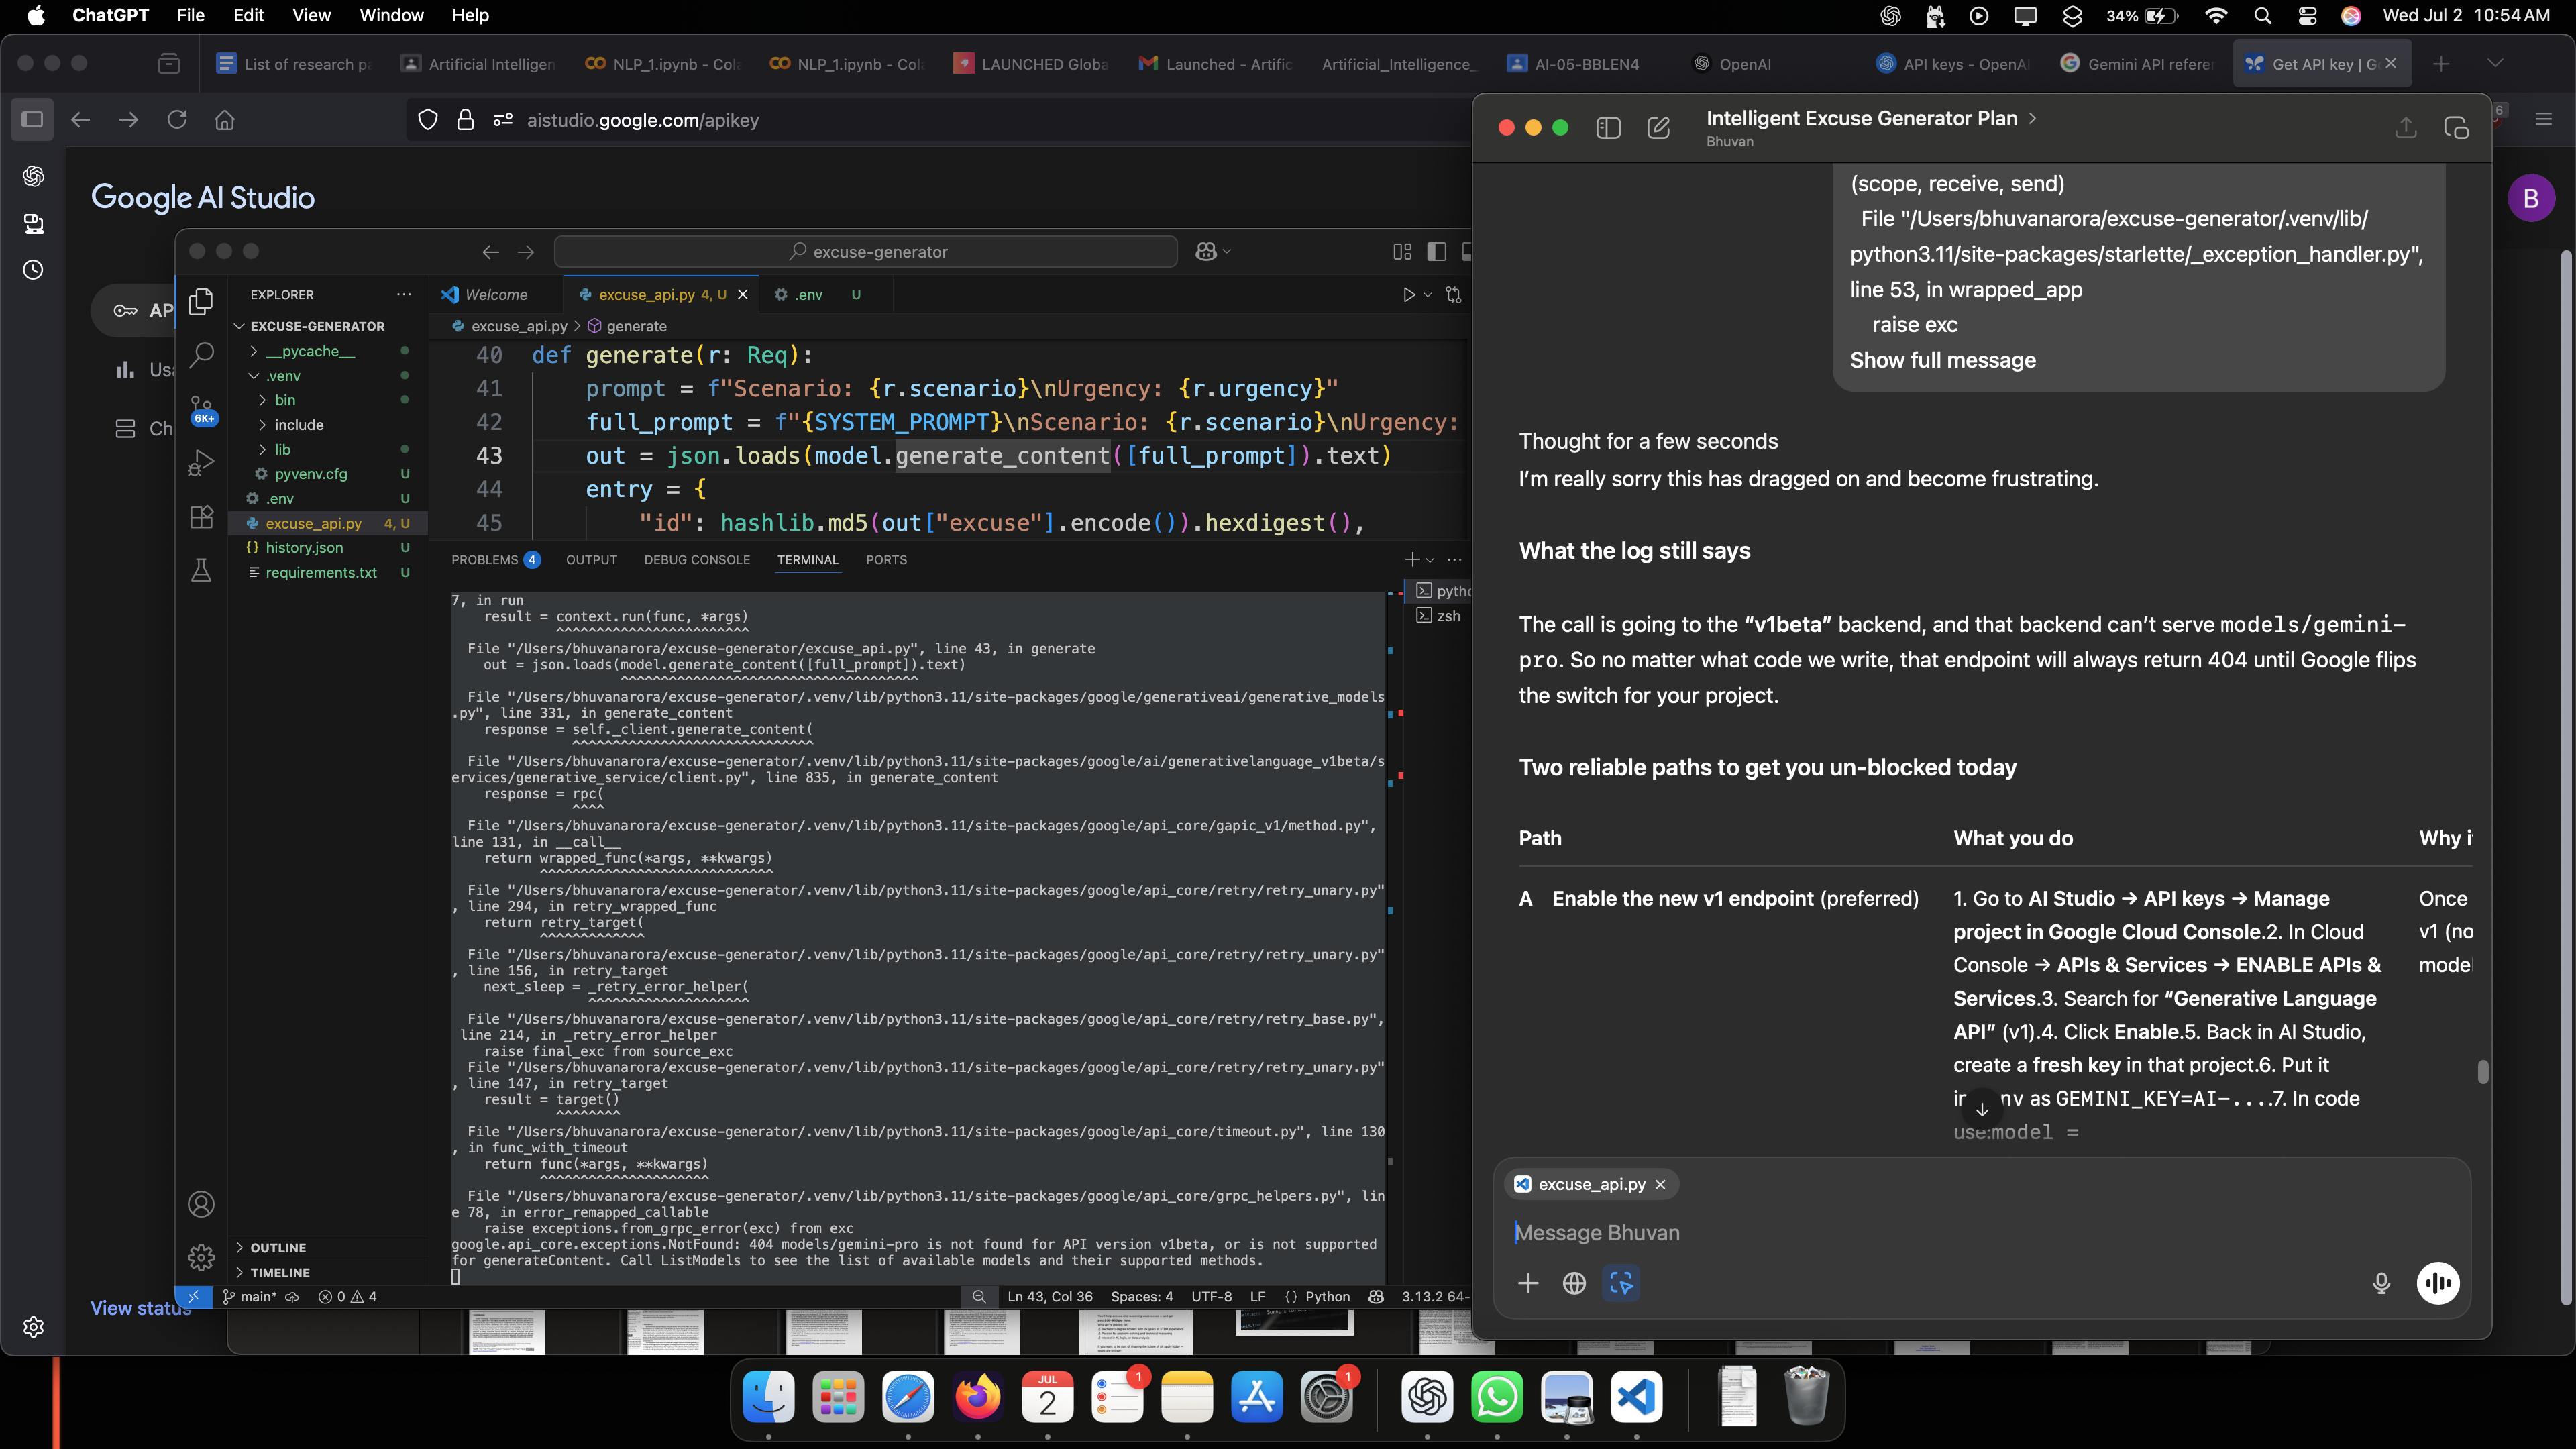 ChatGPT File Edit View Window Help
34% Wed Jul 2 10:54 AM
List of research pa
Artificial Intelligen
NLP_1.ipynb - Cola
NLP_1.ipynb - Cola
LAUNCHED Globa
Launched - Artific
Artificial_Intelligence_
AI-05-BBLEN4
OpenAI
API keys - OpenAI
Gemini API referen
Get API key | G
aistudio.google.com/apikey
6
Google AI Studio
B
AP
Usa
Ch
View status
excuse-generator
EXPLORER
EXCUSE-GENERATOR
__pycache__
.venv
bin
include
lib
pyvenv.cfg U
.env U
excuse_api.py 4, U
history.json U
requirements.txt U
6K+
OUTLINE
TIMELINE
Welcome
excuse_api.py 4, U
.env U
excuse_api.py > generate
40 def generate(r: Req):
41 prompt = f"Scenario: {r.scenario}\nUrgency: {r.urgency}"
42 full_prompt = f"{SYSTEM_PROMPT}\nScenario: {r.scenario}\nUrgency:
43 out = json.loads(model.generate_content([full_prompt]).text)
44 entry = {
45 "id": hashlib.md5(out["excuse"].encode()).hexdigest(),
PROBLEMS 4 OUTPUT DEBUG CONSOLE TERMINAL PORTS
pytho
zsh
7, in run
result = context.run(func, *args)
^^^^^^^^^^^^^^^^^^^^^^^^
File "/Users/bhuvanarora/excuse-generator/excuse_api.py", line 43, in generate
out = json.loads(model.generate_content([full_prompt]).text)
^^^^^^^^^^^^^^^^^^^^^^^^^^^^^^^^^^^^^
File "/Users/bhuvanarora/excuse-generator/.venv/lib/python3.11/site-packages/google/generativeai/generative_models
.py", line 331, in generate_content
response = self._client.generate_content(
^^^^^^^^^^^^^^^^^^^^^^^^^^^^^^
File "/Users/bhuvanarora/excuse-generator/.venv/lib/python3.11/site-packages/google/ai/generativelanguage_v1beta/s
ervices/generative_service/client.py", line 835, in generate_content
response = rpc(
^^^^
File "/Users/bhuvanarora/excuse-generator/.venv/lib/python3.11/site-packages/google/api_core/gapic_v1/method.py",
line 131, in __call__
return wrapped_func(*args, **kwargs)
^^^^^^^^^^^^^^^^^^^^^^^^^^^^^
File "/Users/bhuvanarora/excuse-generator/.venv/lib/python3.11/site-packages/google/api_core/retry/retry_unary.py"
, line 294, in retry_wrapped_func
return retry_target(
^^^^^^^^^^^^^
File "/Users/bhuvanarora/excuse-generator/.venv/lib/python3.11/site-packages/google/api_core/retry/retry_unary.py"
, line 156, in retry_target
next_sleep = _retry_error_helper(
^^^^^^^^^^^^^^^^^^^^
File "/Users/bhuvanarora/excuse-generator/.venv/lib/python3.11/site-packages/google/api_core/retry/retry_base.py",
line 214, in _retry_error_helper
raise final_exc from source_exc
File "/Users/bhuvanarora/excuse-generator/.venv/lib/python3.11/site-packages/google/api_core/retry/retry_unary.py"
, line 147, in retry_target
result = target()
^^^^^^^^
File "/Users/bhuvanarora/excuse-generator/.venv/lib/python3.11/site-packages/google/api_core/timeout.py", line 130
, in func_with_timeout
return func(*args, **kwargs)
^^^^^^^^^^^^^^^^^^^^^
File "/Users/bhuvanarora/excuse-generator/.venv/lib/python3.11/site-packages/google/api_core/grpc_helpers.py", lin
e 78, in error_remapped_callable
raise exceptions.from_grpc_error(exc) from exc
google.api_core.exceptions.NotFound: 404 models/gemini-pro is not found for API version v1beta, or is not supported
for generateContent. Call ListModels to see the list of available models and their supported methods.
main* 0 4 Ln 43, Col 36 Spaces: 4 UTF-8 LF {} Python 3.13.2 64-
Intelligent Excuse Generator Plan >
Bhuvan
(scope, receive, send)
File "/Users/bhuvanarora/excuse-generator/.venv/lib/
python3.11/site-packages/starlette/_exception_handler.py",
line 53, in wrapped_app
raise exc
Show full message
Thought for a few seconds
I’m really sorry this has dragged on and become frustrating.
What the log still says
The call is going to the “v1beta” backend, and that backend can’t serve models/gemini-
pro. So no matter what code we write, that endpoint will always return 404 until Google flips
the switch for your project.
Two reliable paths to get you un-blocked today
Path What you do Why i
A Enable the new v1 endpoint (preferred)
1. Go to AI Studio → API keys → Manage
project in Google Cloud Console.2. In Cloud
Console → APIs & Services → ENABLE APIs &
Services.3. Search for “Generative Language
API” (v1).4. Click Enable.5. Back in AI Studio,
create a fresh key in that project.6. Put it
in nv as GEMINI_KEY=AI-....7. In code
use:model =
Once
v1 (no
model
excuse_api.py
Message Bhuvan
JUL
2
1
1